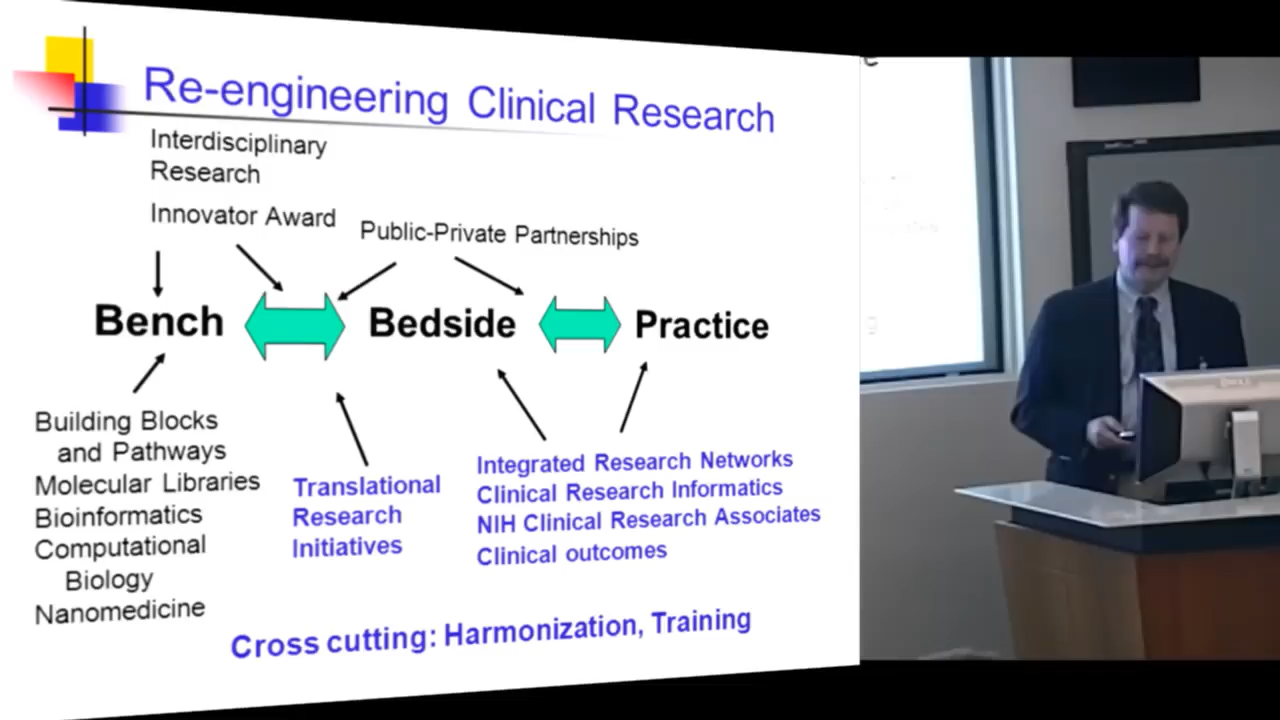 Re-engineering Clinical Research
Interdisciplinary
Research
Innovator Award
Public-Private Partnerships
Bench
Bedside
Practice
Building Blocks
and Pathways
Molecular Libraries
Bioinformatics
Computational
Biology
Nanomedicine
Translational
Research
Initiatives
Integrated Research Networks
Clinical Research Informatics
NIH Clinical Research Associates
Clinical outcomes
Cross cutting: Harmonization, Training
DELL